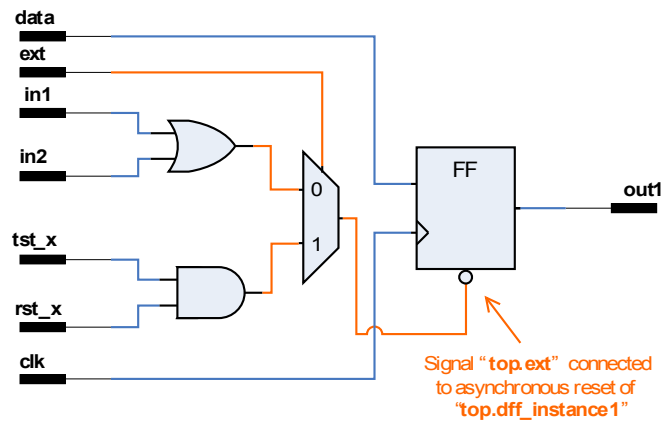 data
ext
in1
in2
0
FF
out1
1
tst_x
rst_x
clk
Signal "top.ext" connected
to asynchronous reset of
"top.dff_instance1"